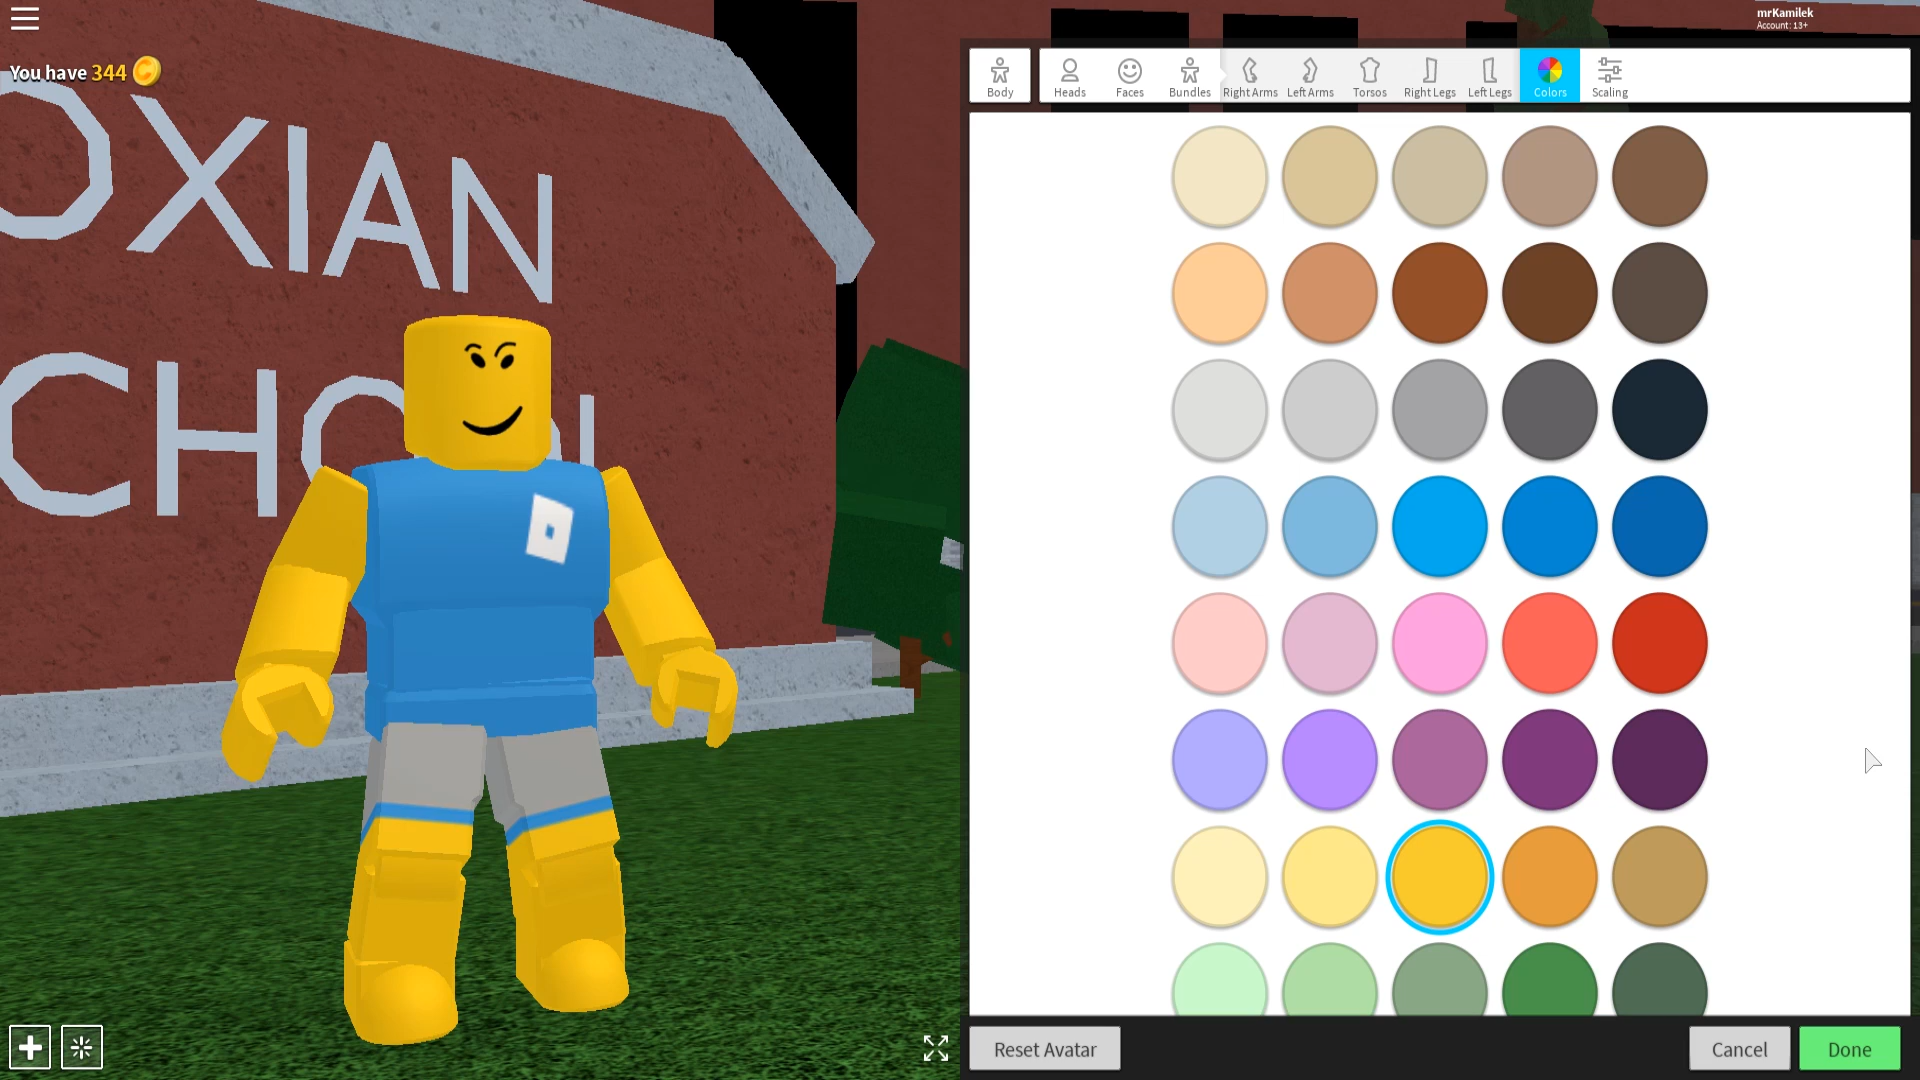 mrKamilek
Account: 13+
You have 344
Body
Heads
Faces
Bundles
Right Arms
Left Arms
Torsos
Right Legs
Left Legs
Colors
Scaling
OXIAN
CHOOL
Reset Avatar
Cancel
Done